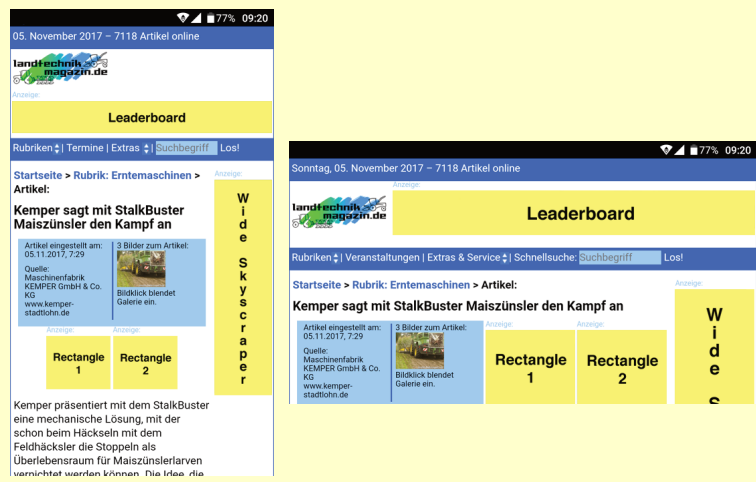 77% 09:20
05. November 2017 – 7118 Artikel online
landtechnik
magazin.de
Anzeige:
Leaderboard
Rubriken | Termine | Extras | Suchbegriff Los!
Startseite > Rubrik: Erntemaschinen >
Artikel:
Kemper sagt mit StalkBuster
Maiszünsler den Kampf an
Artikel eingestellt am:
05.11.2017, 7:29
Quelle:
Maschinenfabrik
KEMPER GmbH & Co.
KG
www.kemper-
stadtlohn.de
3 Bilder zum Artikel:
Bildklick blendet
Galerie ein.
Anzeige:
Rectangle
1
Anzeige:
Rectangle
2
Anzeige:
Wide Skyscraper
Kemper präsentiert mit dem StalkBuster
eine mechanische Lösung, mit der
schon beim Häckseln mit dem
Feldhäcksler die Stoppeln als
Überlebensraum für Maiszünslerlarven
vernichtet werden können. Die Idee, die
77% 09:20
Sonntag, 05. November 2017 – 7118 Artikel online
landtechnik
magazin.de
Anzeige:
Leaderboard
Rubriken | Veranstaltungen | Extras & Service | Schnellsuche: Suchbegriff Los!
Startseite > Rubrik: Erntemaschinen > Artikel:
Kemper sagt mit StalkBuster Maiszünsler den Kampf an
Artikel eingestellt am:
05.11.2017, 7:29
Quelle:
Maschinenfabrik
KEMPER GmbH & Co.
KG
www.kemper-
stadtlohn.de
3 Bilder zum Artikel:
Bildklick blendet
Galerie ein.
Anzeige:
Rectangle
1
Anzeige:
Rectangle
2
Anzeige:
Wide S